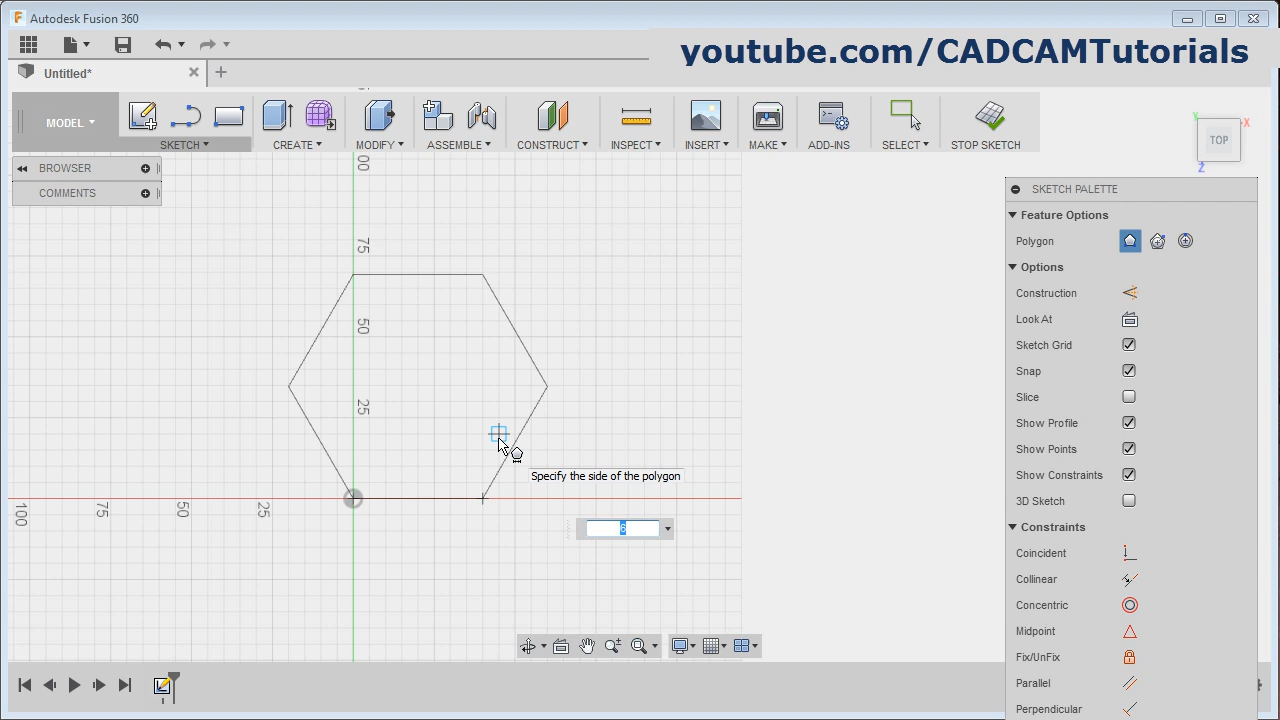 Autodesk Fusion 360
youtube.com/CADCAMTutorials
Untitled*
MODEL
SKETCH
CREATE
MODIFY
ASSEMBLE
CONSTRUCT
INSPECT
INSERT
MAKE
ADD-INS
SELECT
STOP SKETCH
Y
X
TOP
Z
BROWSER
COMMENTS
00
75
50
25
100
75
50
25
Specify the side of the polygon
6
SKETCH PALETTE
Feature Options
Polygon
Options
Construction
Look At
Sketch Grid
Snap
Slice
Show Profile
Show Points
Show Constraints
3D Sketch
Constraints
Coincident
Collinear
Concentric
Midpoint
Fix/UnFix
Parallel
Perpendicular